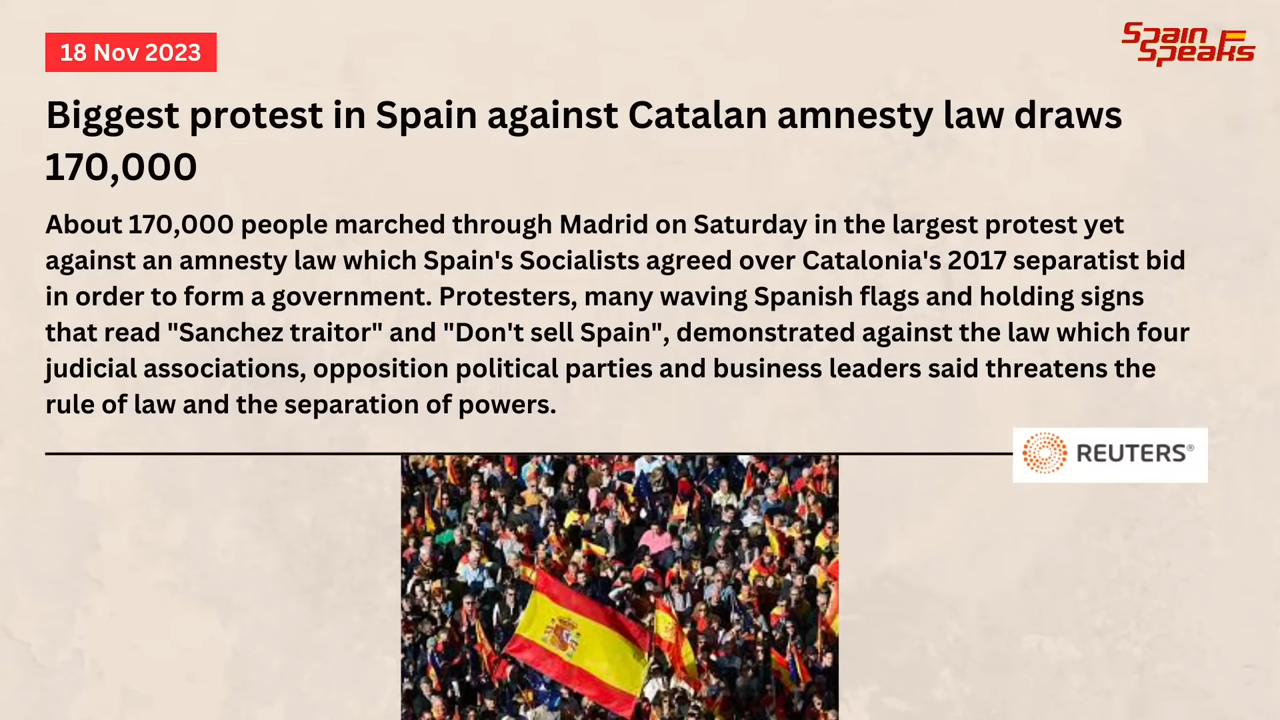 18 Nov 2023
Spain
Speaks
Biggest protest in Spain against Catalan amnesty law draws
170,000
About 170,000 people marched through Madrid on Saturday in the largest protest yet
against an amnesty law which Spain's Socialists agreed over Catalonia's 2017 separatist bid
in order to form a government. Protesters, many waving Spanish flags and holding signs
that read "Sanchez traitor" and "Don't sell Spain", demonstrated against the law which four
judicial associations, opposition political parties and business leaders said threatens the
rule of law and the separation of powers.
REUTERS®